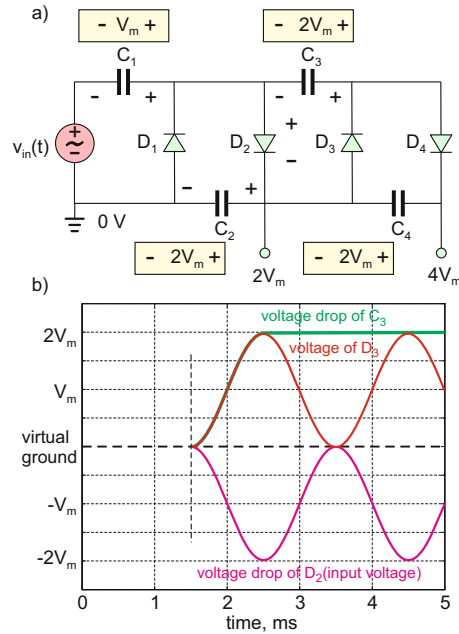 a)
- Vm +
- 2Vm +
C1
C3
- +
- +
vin(t)
+
-
D1
D2
+
-
D3
D4
0 V
- +
C2
C4
- 2Vm +
2Vm
- 2Vm +
4Vm
b)
voltage drop of C3
2Vm
voltage of D3
Vm
virtual
ground
-Vm
-2Vm
voltage drop of D2(input voltage)
0 1 2 3 4 5
time, ms